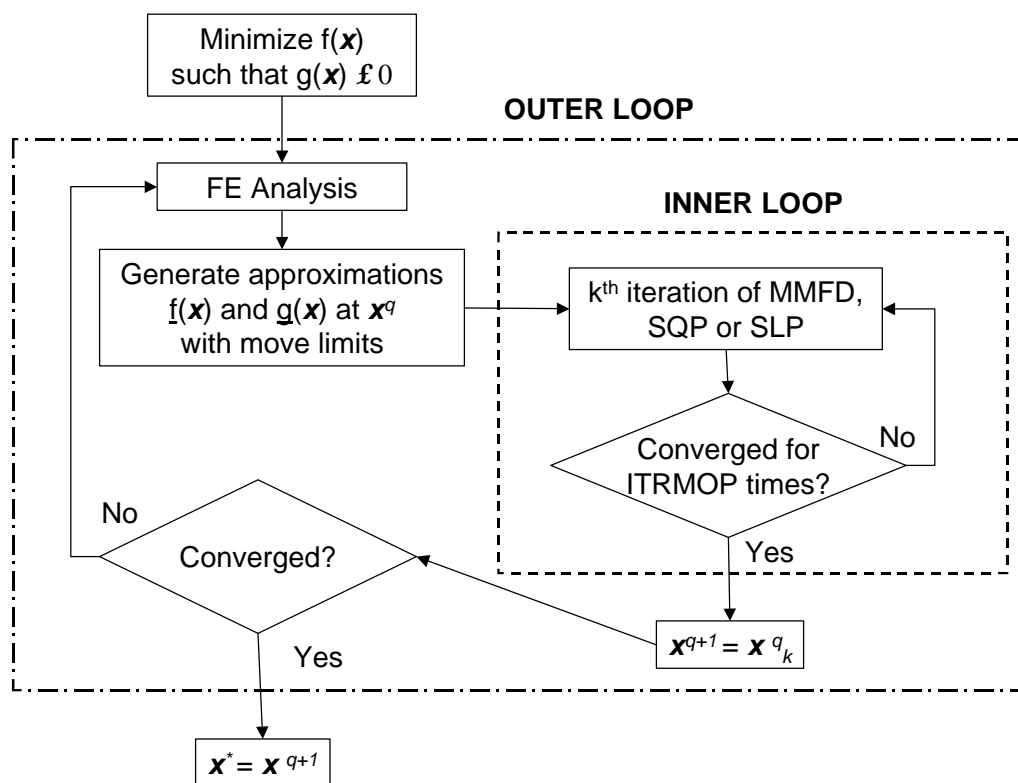 Minimize f(x)
such that g(x) £ 0
OUTER LOOP
FE Analysis
INNER LOOP
Generate approximations
f(x) and g(x) at x^q
with move limits
k^th iteration of MMFD,
SQP or SLP
Converged for
ITRMOP times?
No
Yes
No
Converged?
x^q+1 = x^q_k
Yes
x^* = x^q+1